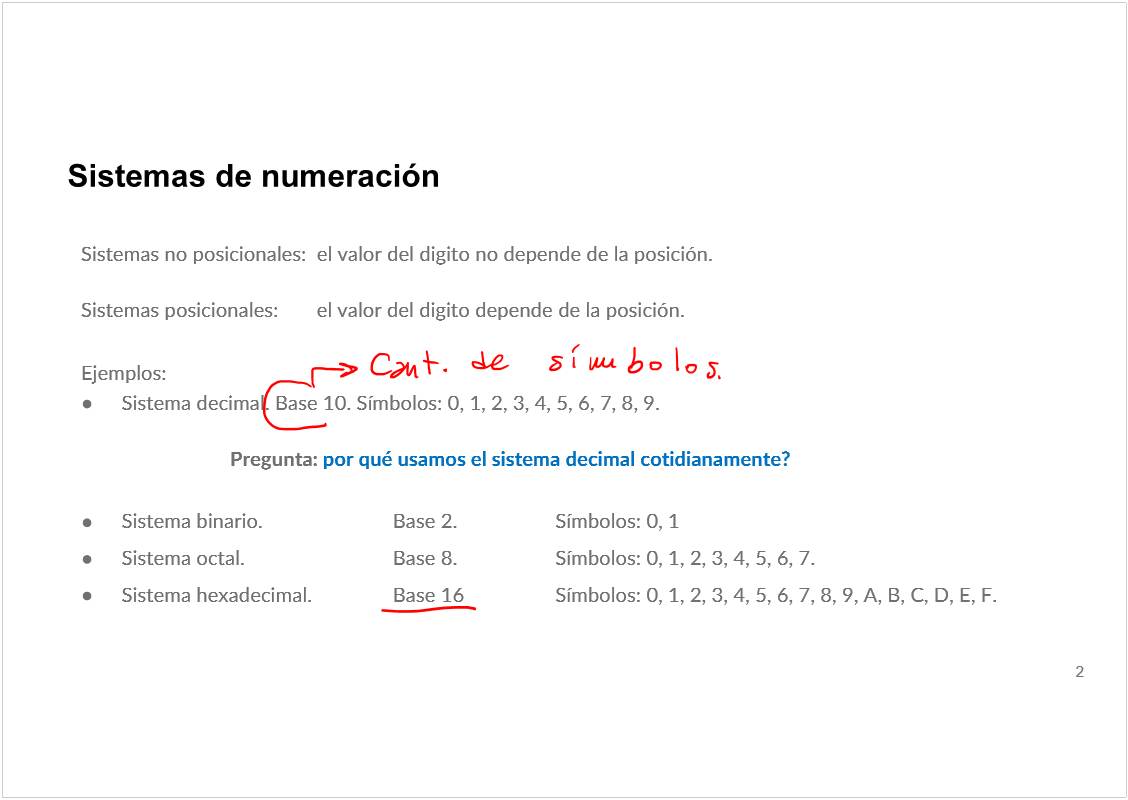 Sistemas de numeración
Sistemas no posicionales: el valor del digito no depende de la posición.
Sistemas posicionales: el valor del digito depende de la posición.
Cant. de símbolos.
Ejemplos:
● Sistema decimal. Base 10. Símbolos: 0, 1, 2, 3, 4, 5, 6, 7, 8, 9.
Pregunta: por qué usamos el sistema decimal cotidianamente?
● Sistema binario. Base 2. Símbolos: 0, 1
● Sistema octal. Base 8. Símbolos: 0, 1, 2, 3, 4, 5, 6, 7.
● Sistema hexadecimal. Base 16 Símbolos: 0, 1, 2, 3, 4, 5, 6, 7, 8, 9, A, B, C, D, E, F.
2